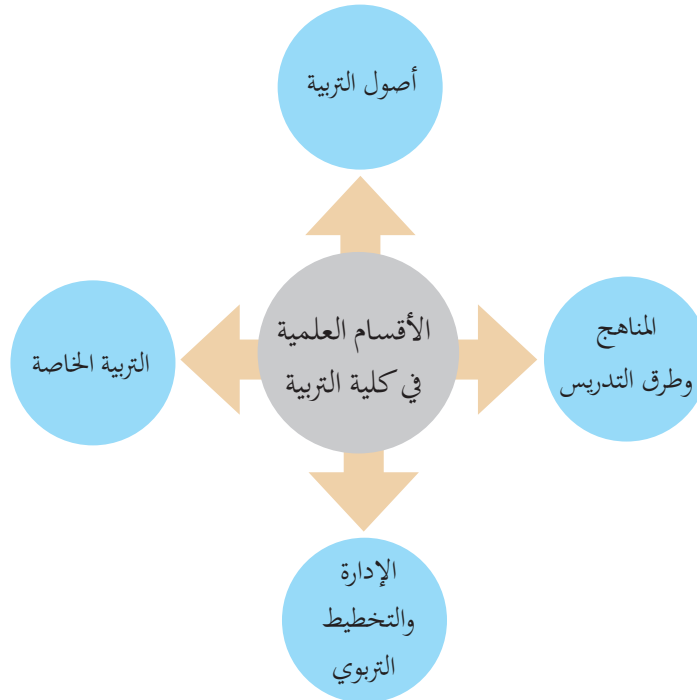 أصول التربية
الأقسام العلمية
في كلية التربية
المناهج
وطرق التدريس
التربية الخاصة
الإدارة
والتخطيط
التربوي